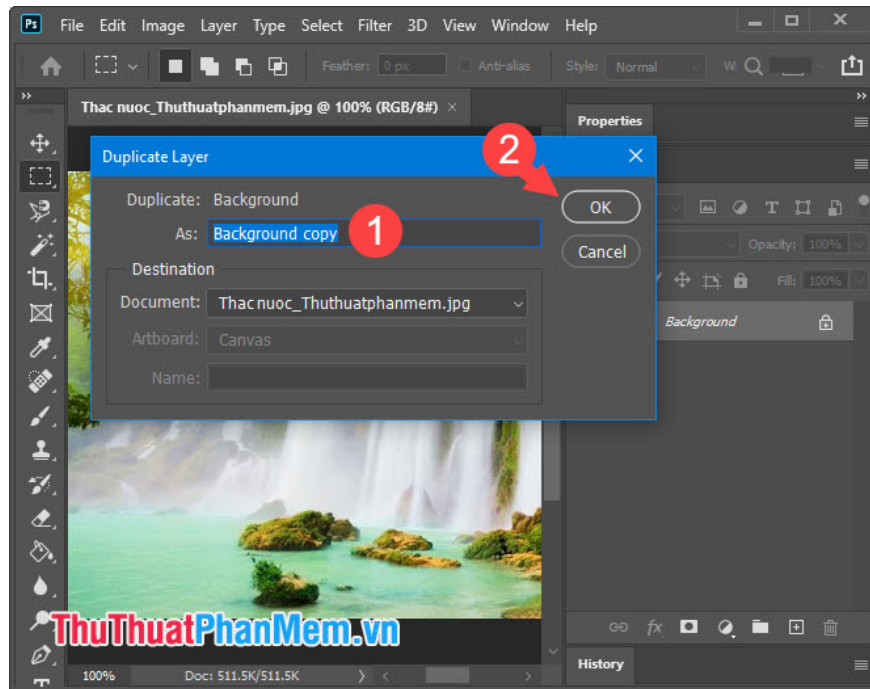 Ps File Edit Image Layer Type Select Filter 3D View Window Help
Feather: 0 px Anti-alias Style: Normal W:
Thac nuoc_Thuthuatphanmem.jpg @ 100% (RGB/8#)
Properties
Duplicate Layer
2
Duplicate: Background
OK
As: Background copy
1
Cancel
Opacity: 100%
Destination
Fill: 100%
Document: Thac nuoc_Thuthuatphanmem.jpg
Background
Artboard: Canvas
Name:
ThuThuatPhanMem.vn
fx
100% Doc: 511.5K/511.5K
History